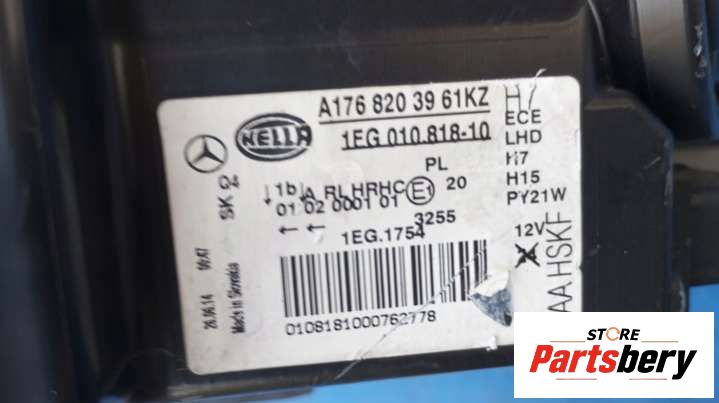 A176 820 39 61KZ
1EG 010.818-10
HELLA
H7
ECE
LHD
H7
H15
PY21W
12V
PL
1b A RL HRHC E1 20
01 02 0001 01
3255
1EG.1754
SK Q4
26.06.14
Made in Slovakia
0108181000762778
AA HSKF
STORE
Partsbery